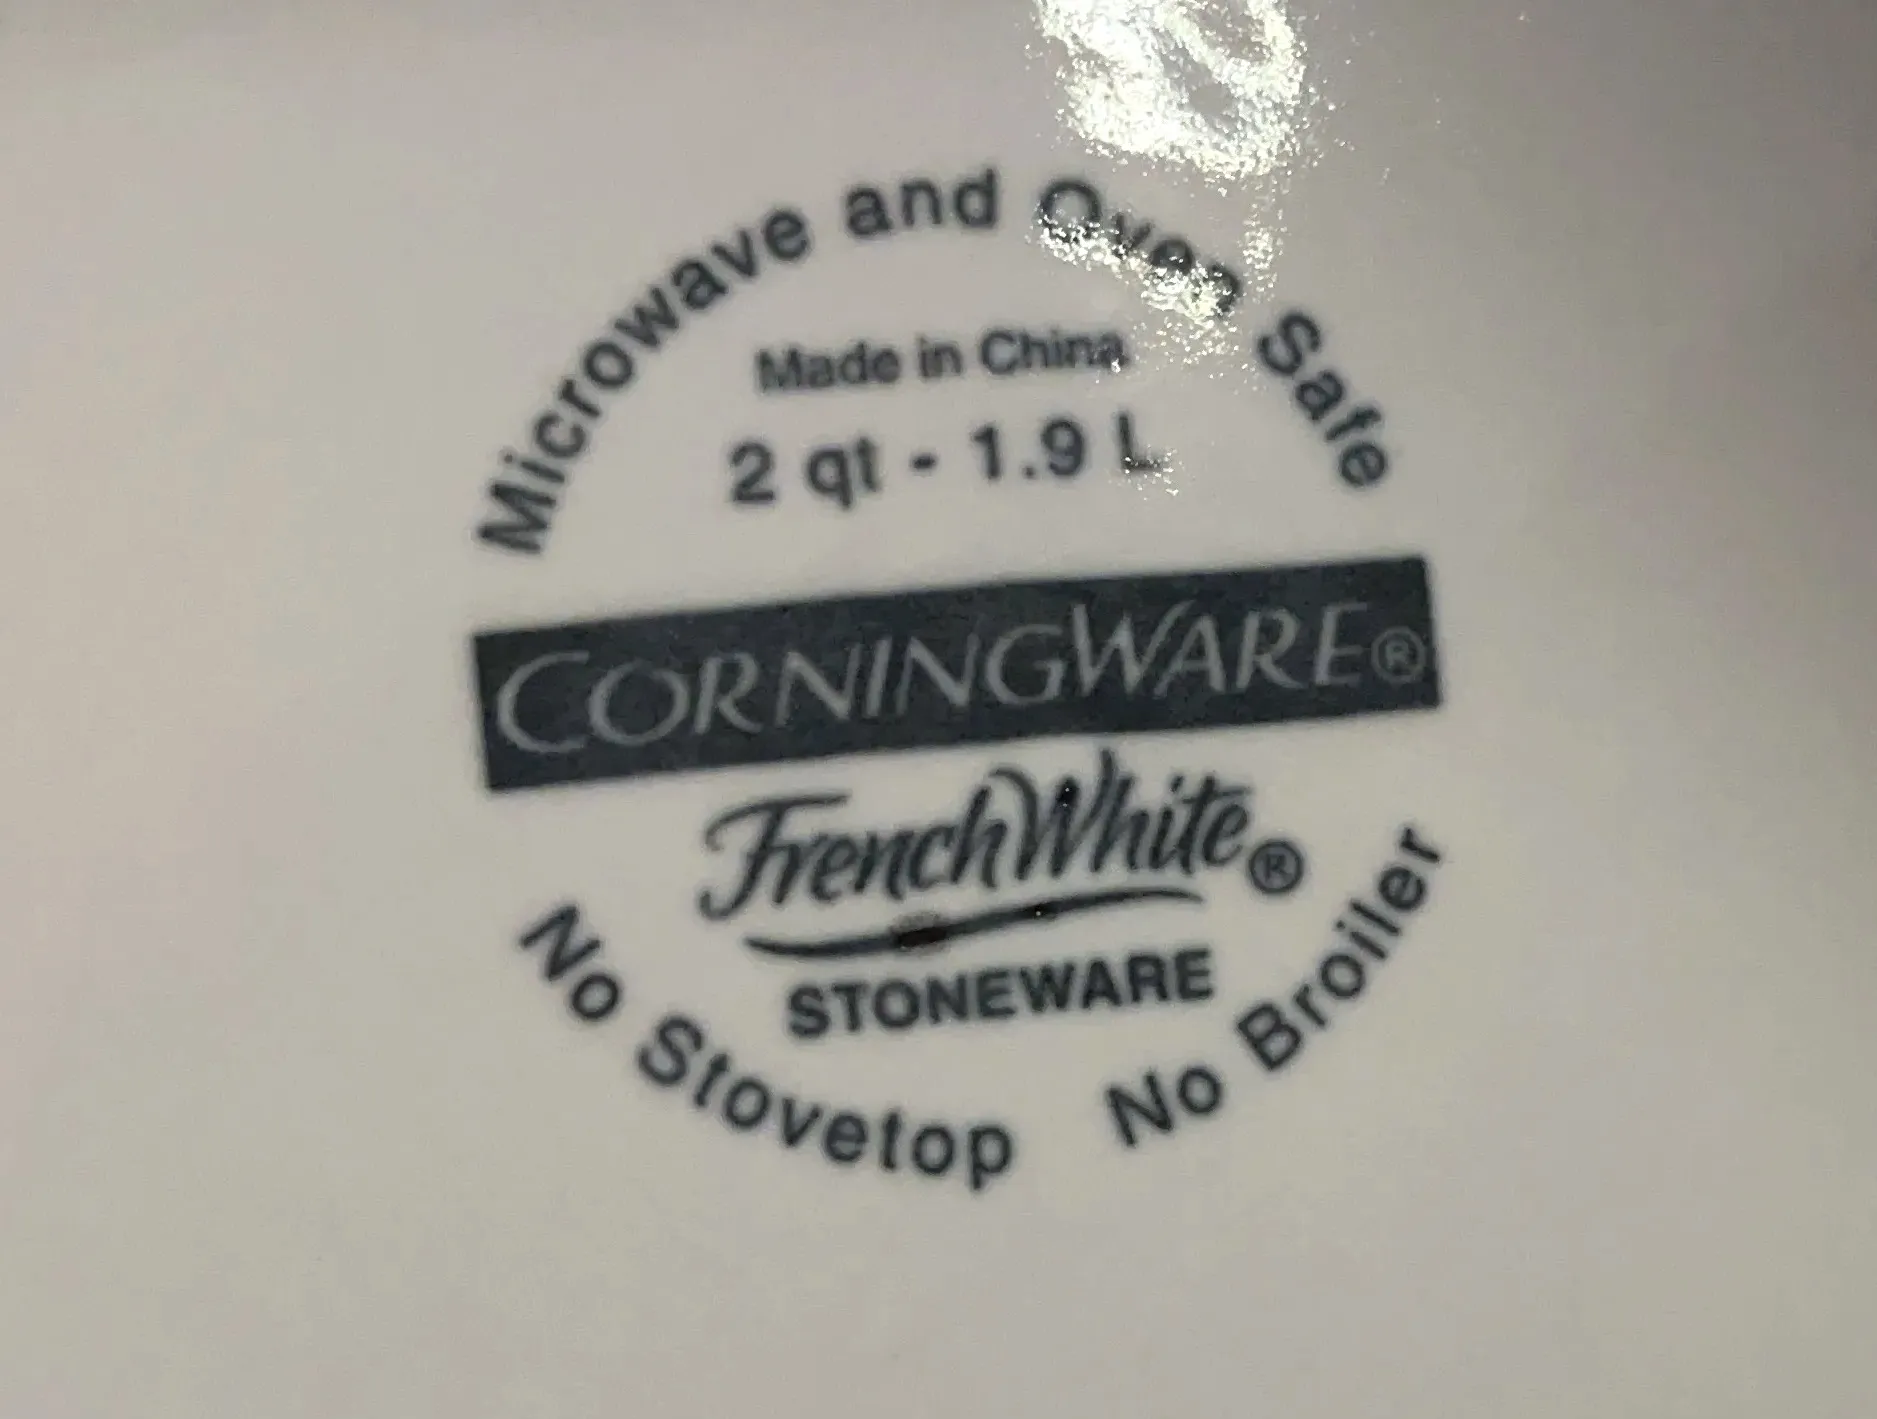 Microwave and Oven Safe
Made in China
2 qt - 1.9 L
CORNINGWARE®
FrenchWhite®
STONEWARE
No Stovetop No Broiler